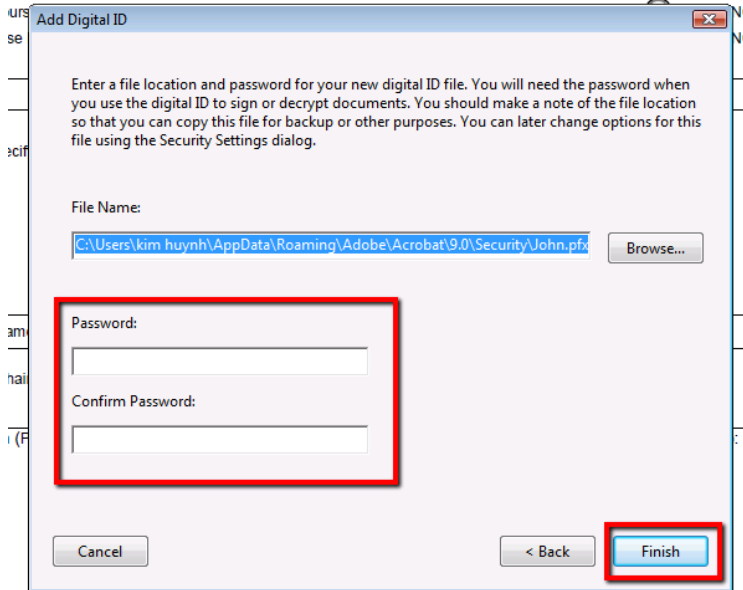 Add Digital ID
Enter a file location and password for your new digital ID file. You will need the password when
you use the digital ID to sign or decrypt documents. You should make a note of the file location
so that you can copy this file for backup or other purposes. You can later change options for this
file using the Security Settings dialog.
File Name:
C:\Users\kim huynh\AppData\Roaming\Adobe\Acrobat\9.0\Security\John.pfx
Browse...
Password:
Confirm Password:
Cancel
< Back
Finish